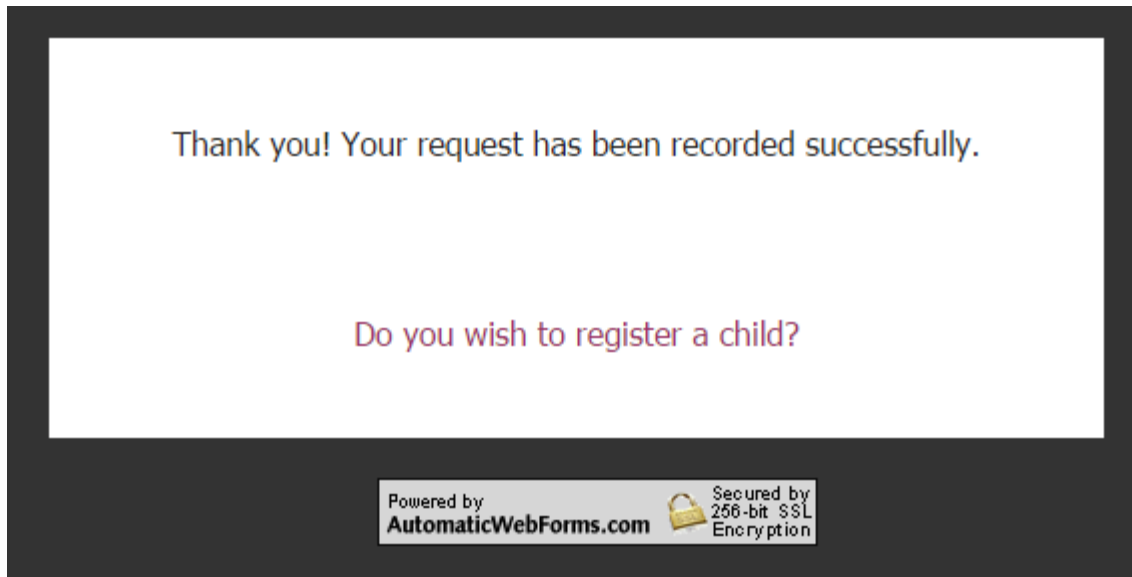 Thank you! Your request has been recorded successfully.
Do you wish to register a child?
Powered by
AutomaticWebForms.com
Secured by
256-bit SSL
Encryption